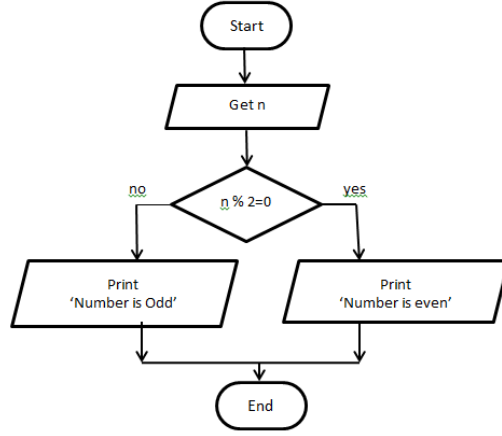 Start
Get n
n % 2=0
no
yes
Print
‘Number is Odd’
Print
‘Number is even’
End